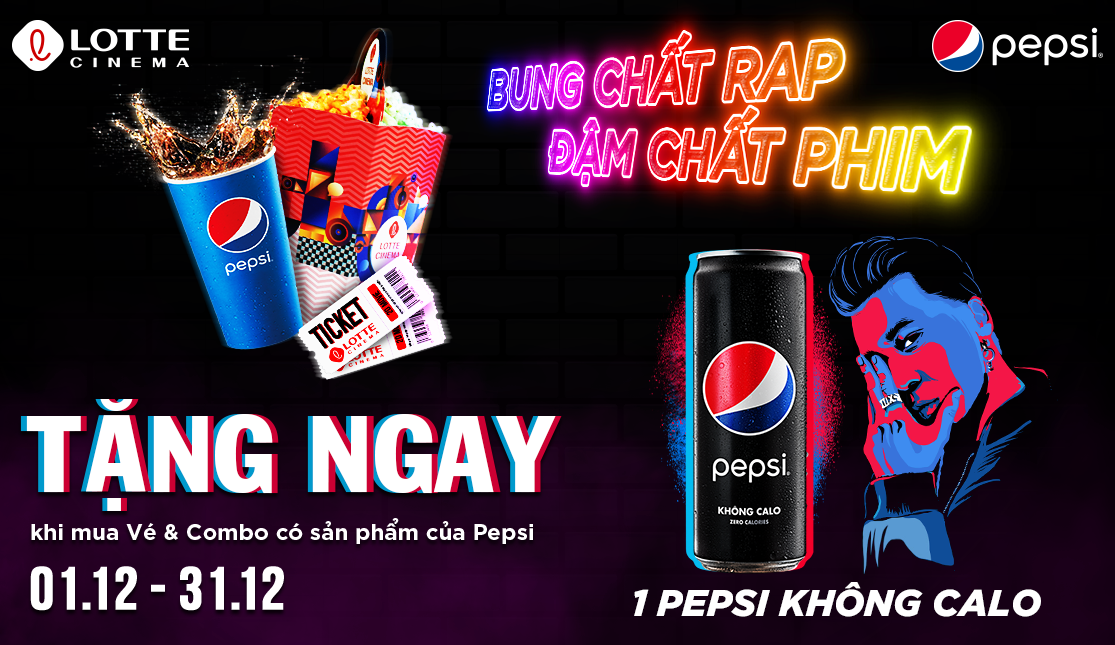 LOTTE
CINEMA
pepsi
BUNG CHẤT RAP
ĐẬM CHẤT PHIM
LOTTE
CINEMA
pepsi
LOTTE
CINEMA
TICKET
LOTTE
CINEMA
LOTTE
CINEMA
pepsi
KHÔNG CALO
ZERO CALORIES
TẶNG NGAY
khi mua Vé & Combo có sản phẩm của Pepsi
01.12 - 31.12
1 PEPSI KHÔNG CALO